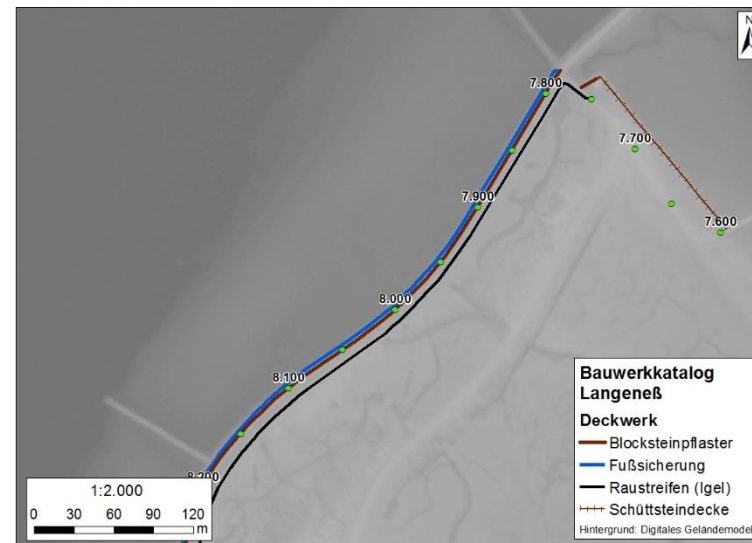 N
7.800
7.700
7.900
7.600
8.000
8.100
8.200
Bauwerkkatalog
Langeneß
Deckwerk
Blocksteinpflaster
Fußsicherung
Raustreifen (Igel)
Schüttsteindecke
Hintergrund: Digitales Geländemodel
1:2.000
0 30 60 90 120
m